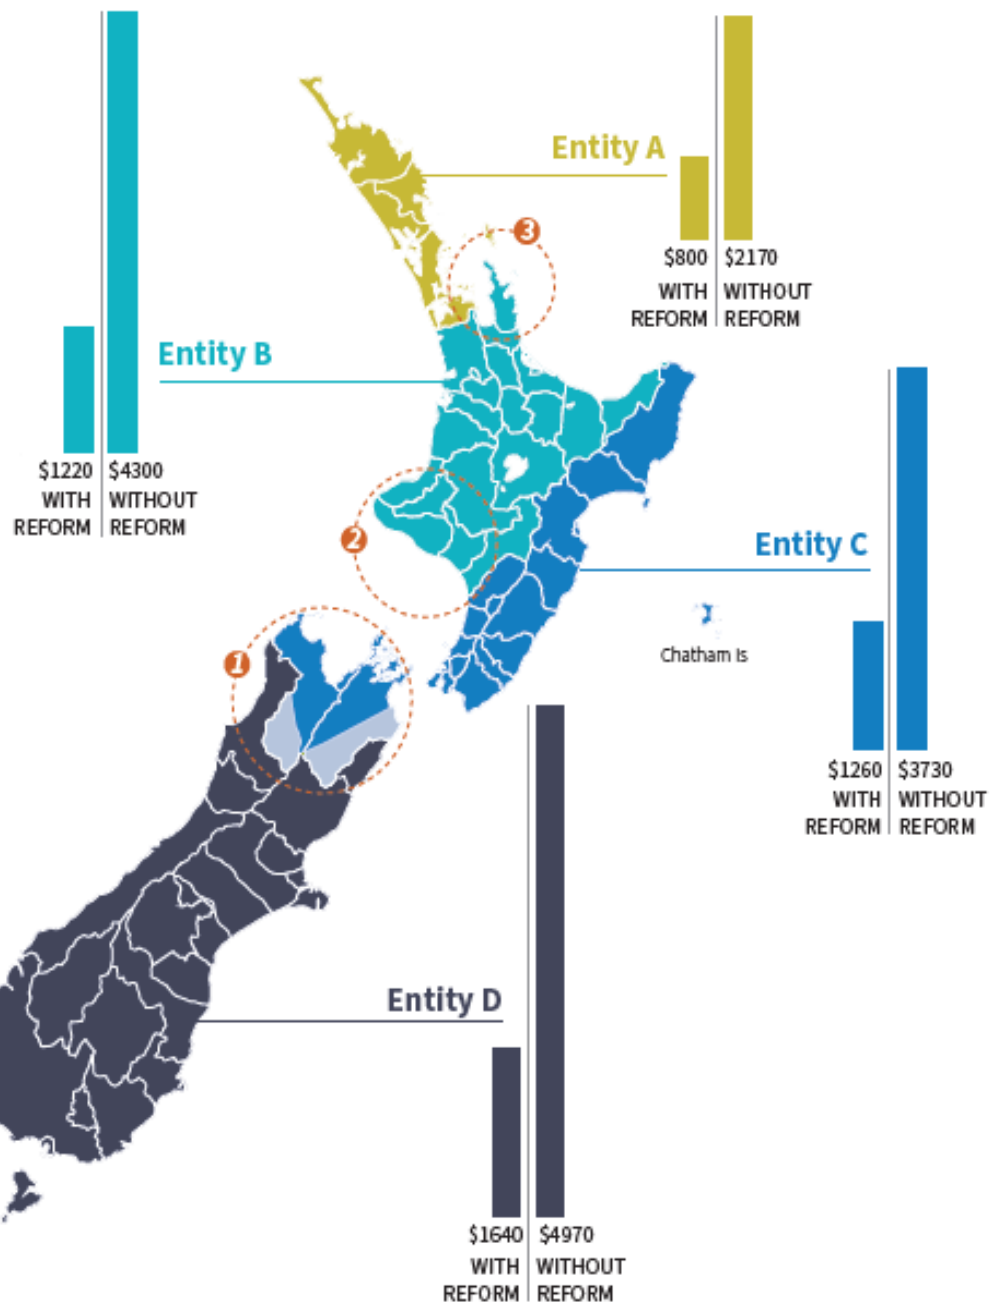 Entity A
3
$800
$2170
WITH
REFORM
WITHOUT
REFORM
Entity B
$1220
$4300
WITH
REFORM
WITHOUT
REFORM
2
Entity C
Chatham Is
1
$1260
$3730
WITH
REFORM
WITHOUT
REFORM
Entity D
$1640
$4970
WITH
REFORM
WITHOUT
REFORM